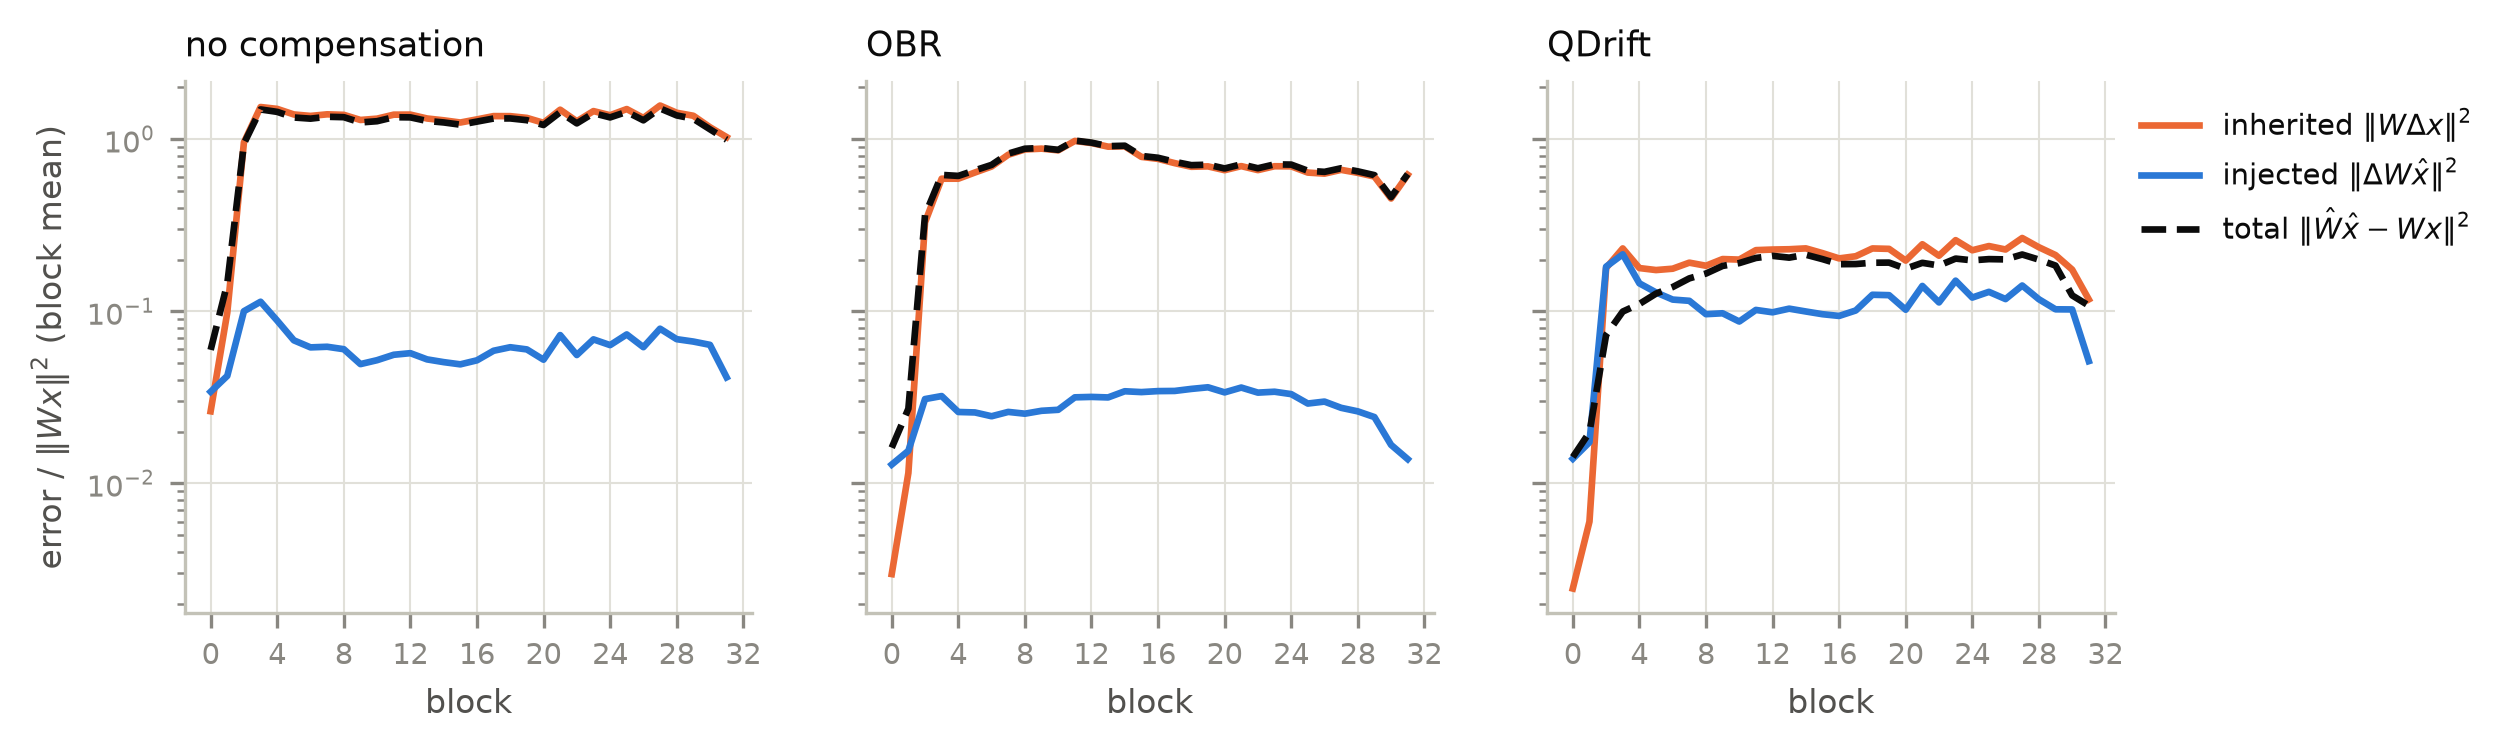 no compensation
OBR
QDrift
error / ‖Wx‖² (block mean)
10⁰
10⁻¹
10⁻²
0 4 8 12 16 20 24 28 32
0 4 8 12 16 20 24 28 32
0 4 8 12 16 20 24 28 32
block
block
block
inherited ‖WΔx‖²
injected ‖ΔWx̂‖²
total ‖Ŵx̂ − Wx‖²